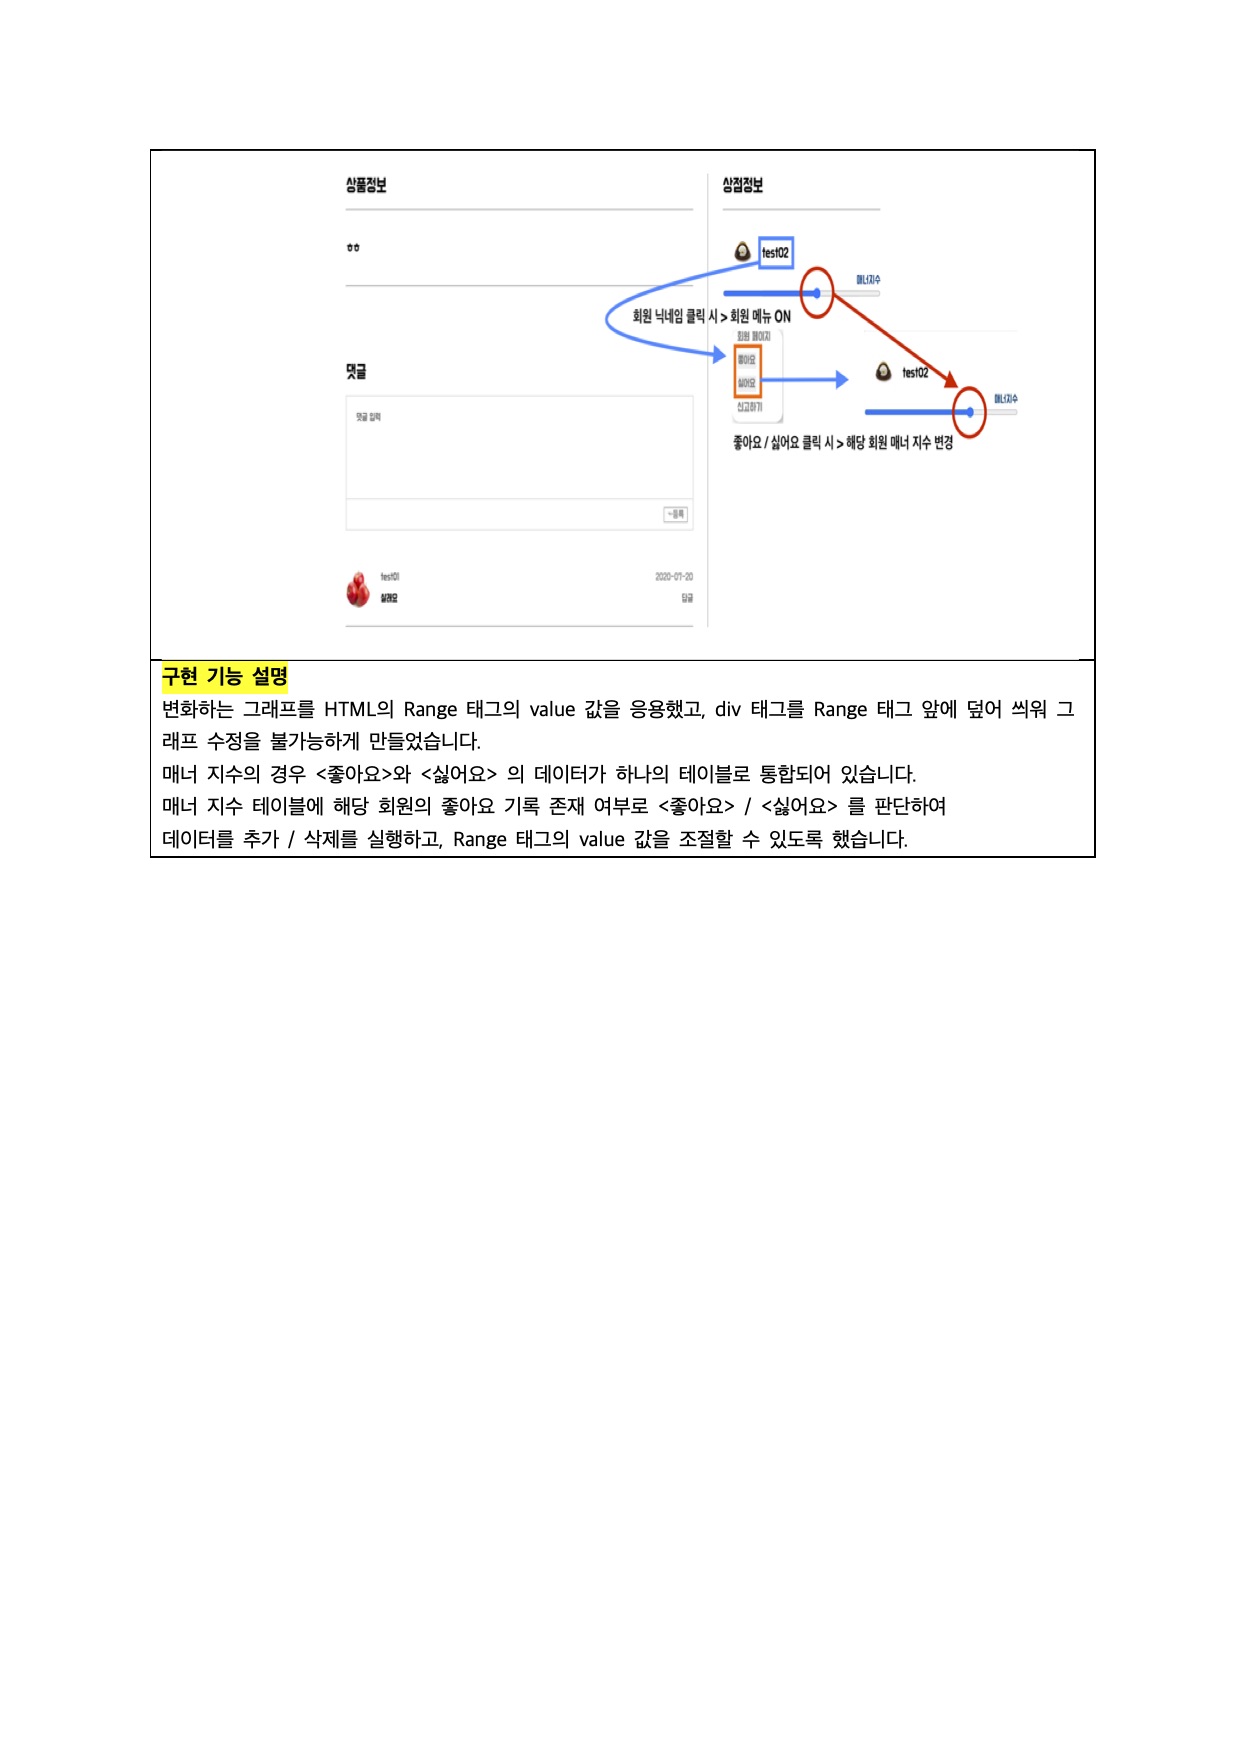 상품정보
ㅎㅎ
댓글
댓글 입력
등록
test01
2020-07-20
살래요
답글
상점정보
test02
매너지수
회원 닉네임 클릭 시 > 회원 메뉴 ON
회원 페이지
좋아요
싫어요
신고하기
test02
매너지수
좋아요 / 싫어요 클릭 시 > 해당 회원 매너 지수 변경
구현 기능 설명
변화하는 그래프를 HTML의 Range 태그의 value 값을 응용했고, div 태그를 Range 태그 앞에 덮어 씌워 그
래프 수정을 불가능하게 만들었습니다.
매너 지수의 경우 <좋아요>와 <싫어요> 의 데이터가 하나의 테이블로 통합되어 있습니다.
매너 지수 테이블에 해당 회원의 좋아요 기록 존재 여부로 <좋아요> / <싫어요> 를 판단하여
데이터를 추가 / 삭제를 실행하고, Range 태그의 value 값을 조절할 수 있도록 했습니다.